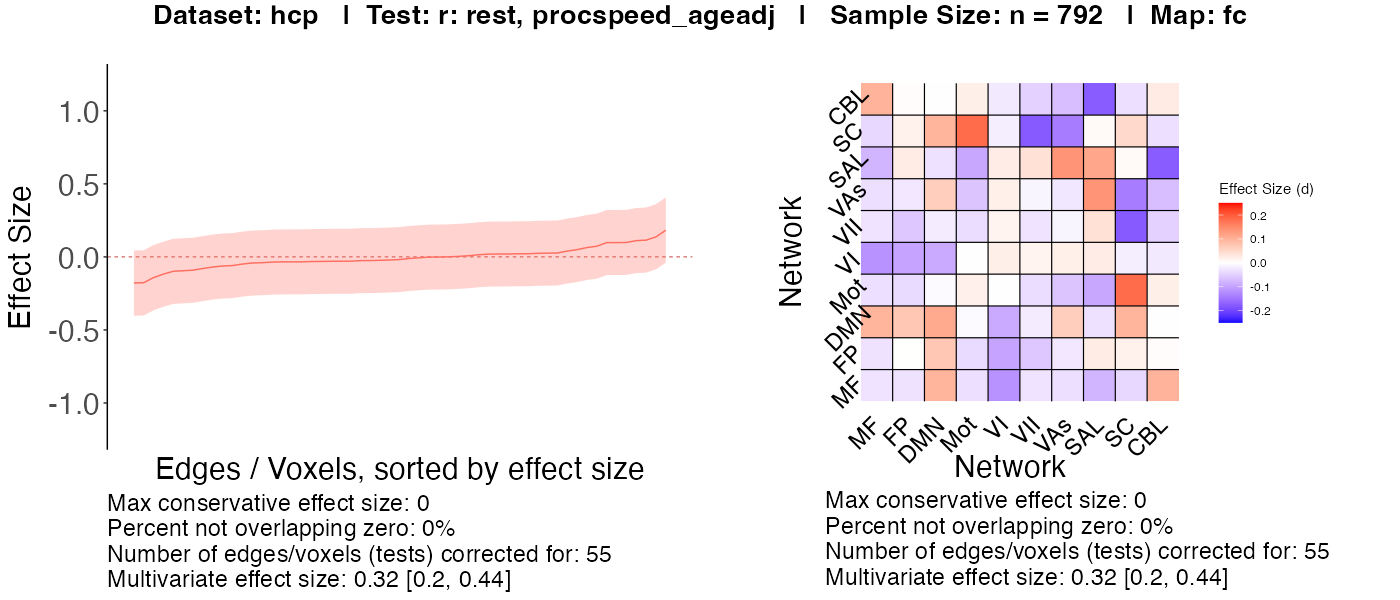 Dataset: hcp | Test: r: rest, procspeed_ageadj | Sample Size: n = 792 | Map: fc
1.0
0.5
0.0
-0.5
-1.0
Effect Size
Edges / Voxels, sorted by effect size
Max conservative effect size: 0
Percent not overlapping zero: 0%
Number of edges/voxels (tests) corrected for: 55
Multivariate effect size: 0.32 [0.2, 0.44]
Network
CBL
SC
SAL
VAs
VII
VI
Mot
DMN
FP
MF
MF FP DMN Mot VI VII VAs SAL SC CBL
Network
Effect Size (d)
0.2
0.1
0.0
-0.1
-0.2
Max conservative effect size: 0
Percent not overlapping zero: 0%
Number of edges/voxels (tests) corrected for: 55
Multivariate effect size: 0.32 [0.2, 0.44]